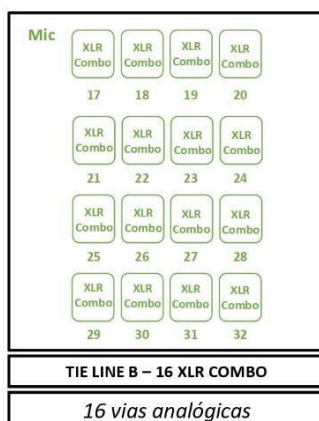 Mic
XLR XLR XLR XLR
Combo Combo Combo Combo
17 18 19 20
XLR XLR XLR XLR
Combo Combo Combo Combo
21 22 23 24
XLR XLR XLR XLR
Combo Combo Combo Combo
25 26 27 28
XLR XLR XLR XLR
Combo Combo Combo Combo
29 30 31 32
TIE LINE B – 16 XLR COMBO
16 vias analógicas